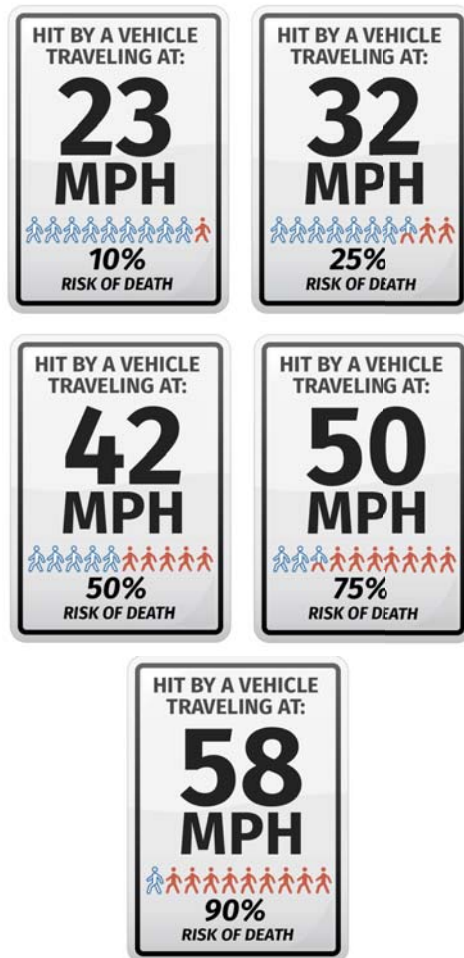 HIT BY A VEHICLE
TRAVELING AT:
23
MPH
10%
RISK OF DEATH
HIT BY A VEHICLE
TRAVELING AT:
32
MPH
25%
RISK OF DEATH
HIT BY A VEHICLE
TRAVELING AT:
42
MPH
50%
RISK OF DEATH
HIT BY A VEHICLE
TRAVELING AT:
50
MPH
75%
RISK OF DEATH
HIT BY A VEHICLE
TRAVELING AT:
58
MPH
90%
RISK OF DEATH